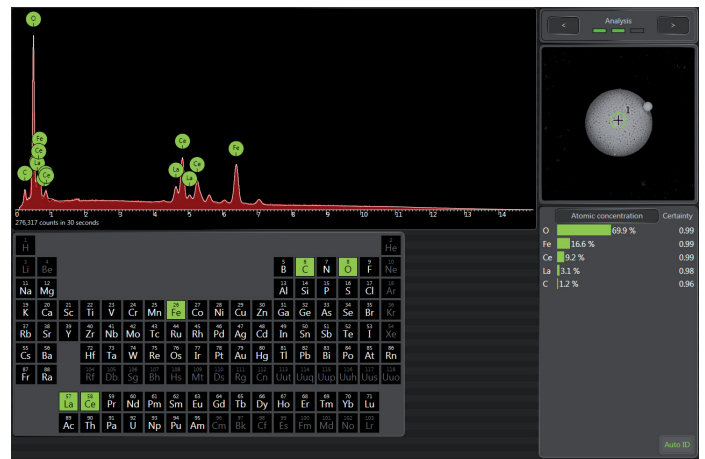 O
Fe
Ce
La
C
Ce
Ce
La
La
Ce
Fe
0 1 2 3 4 5 6 7 8 9 10 11 12 13 14
276,317 counts in 30 seconds
< Analysis >
1
Atomic concentration Certainty
O 69.9 % 0.99
Fe 16.6 % 0.99
Ce 9.2 % 0.99
La 3.1 % 0.98
C 1.2 % 0.96
Auto ID
1 2
H He
3 4 5 6 7 8 9 10
Li Be B C N O F Ne
11 12 13 14 15 16 17 18
Na Mg Al Si P S Cl Ar
19 20 21 22 23 24 25 26 27 28 29 30 31 32 33 34 35 36
K Ca Sc Ti V Cr Mn Fe Co Ni Cu Zn Ga Ge As Se Br Kr
37 38 39 40 41 42 43 44 45 46 47 48 49 50 51 52 53 54
Rb Sr Y Zr Nb Mo Tc Ru Rh Pd Ag Cd In Sn Sb Te I Xe
55 56 72 73 74 75 76 77 78 79 80 81 82 83 84 85 86
Cs Ba Hf Ta W Re Os Ir Pt Au Hg Tl Pb Bi Po At Rn
87 88 104 105 106 107 108 109 110 111 112 113 114 115 116 117 118
Fr Ra Rf Db Sg Bh Hs Mt Ds Rg Cn Uut Uuq Uup Uuh Uus Uuo
57 58 59 60 61 62 63 64 65 66 67 68 69 70 71
La Ce Pr Nd Pm Sm Eu Gd Tb Dy Ho Er Tm Yb Lu
89 90 91 92 93 94 95 96 97 98 99 100 101 102 103
Ac Th Pa U Np Pu Am Cm Bk Cf Es Fm Md No Lr